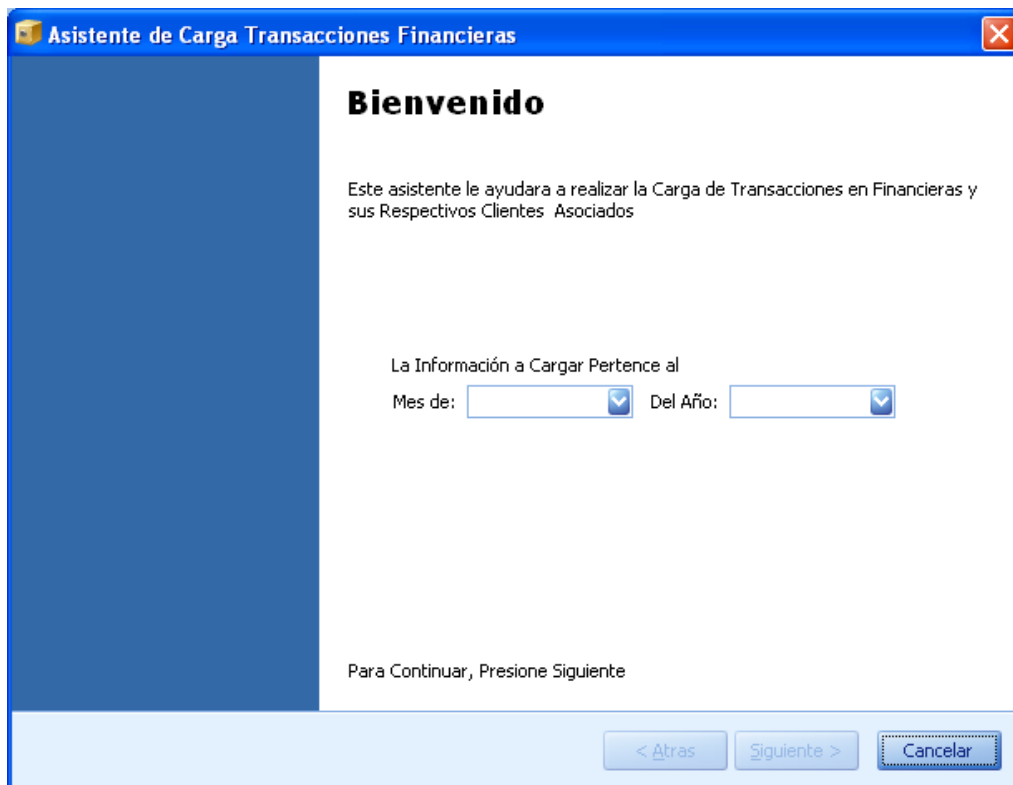 Asistente de Carga Transacciones Financieras
Bienvenido
Este asistente le ayudara a realizar la Carga de Transacciones en Financieras y
sus Respectivos Clientes Asociados
La Información a Cargar Pertence al
Mes de: Del Año:
Para Continuar, Presione Siguiente
< Atras Siguiente > Cancelar